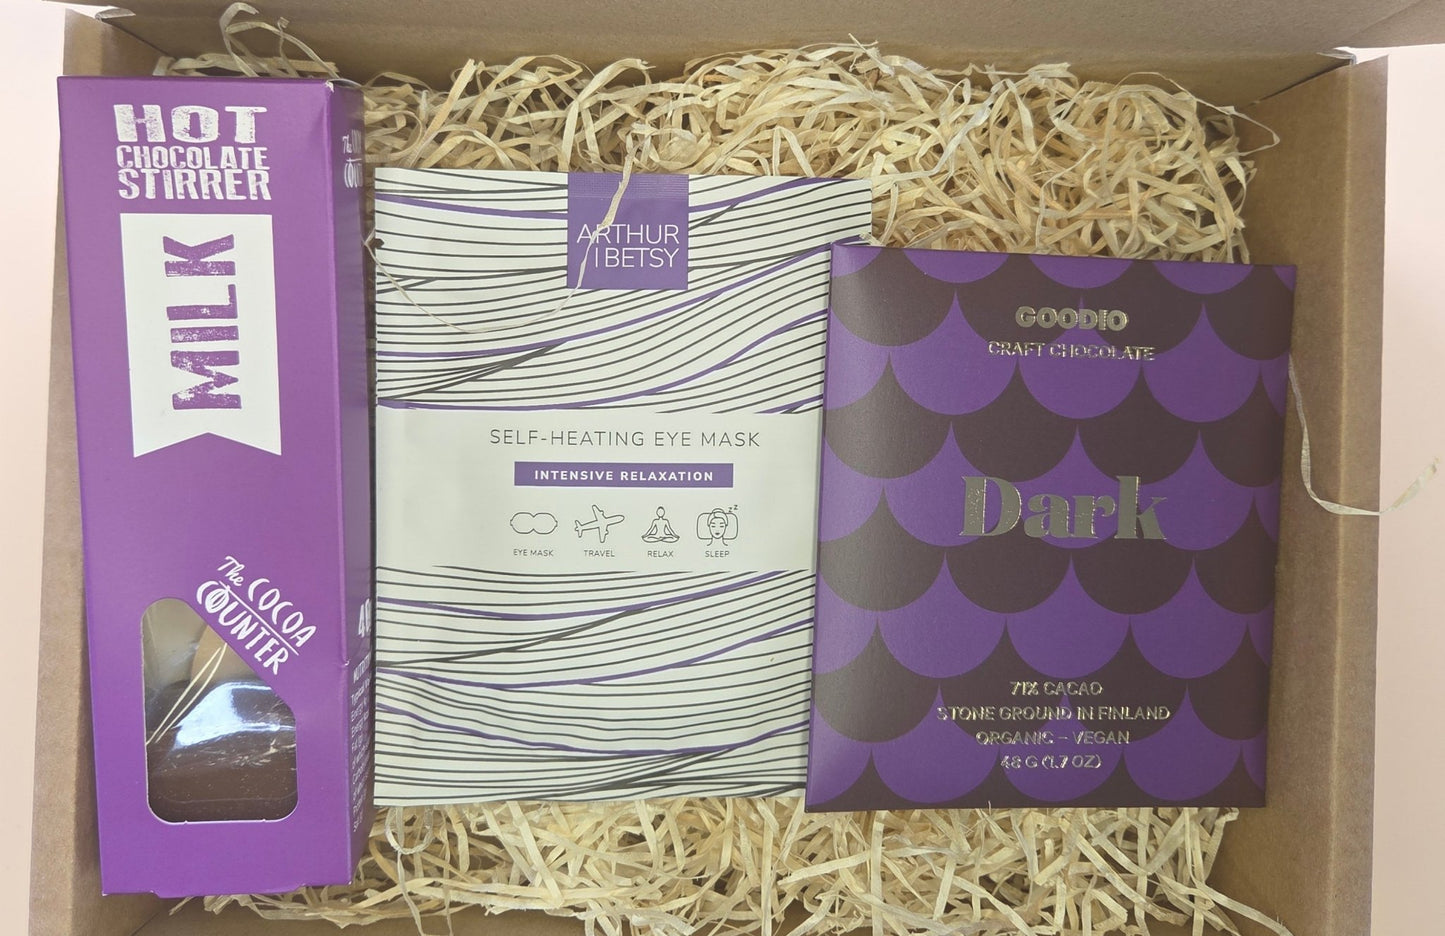 HOT
CHOCOLATE
STIRRER
MILK
The COCOA
COUNTER
ARTHUR
BETSY
SELF-HEATING EYE MASK
INTENSIVE RELAXATION
EYE MASK
TRAVEL
RELAX
SLEEP
GOODIO
CRAFT CHOCOLATE
Dark
71% CACAO
STONE GROUND IN FINLAND
ORGANIC – VEGAN
48 G (1.7 OZ)